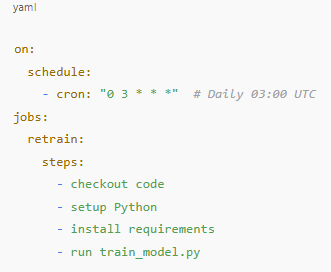 yaml
on:
  schedule:
    - cron: "0 3 * * *"  # Daily 03:00 UTC
jobs:
  retrain:
    steps:
      - checkout code
      - setup Python
      - install requirements
      - run train_model.py